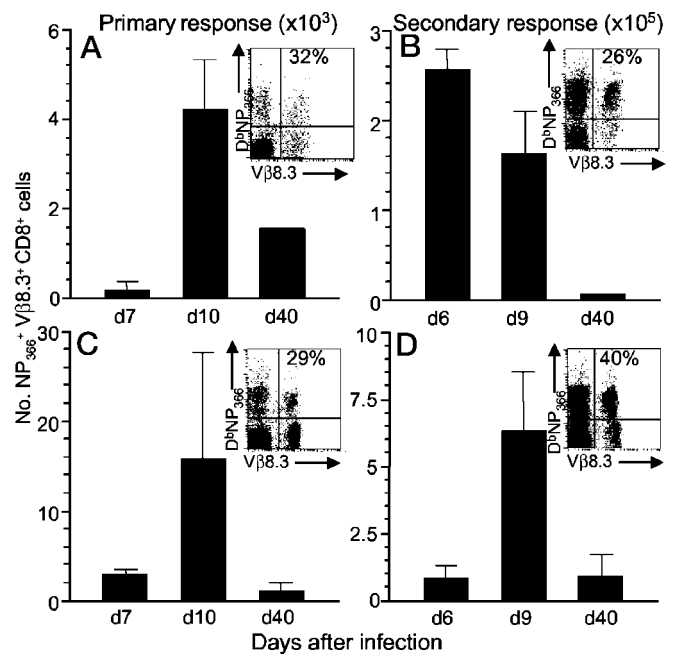 Primary response (x10³)
Secondary response (x10⁵)
No. NP₃₆₆⁺ Vβ8.3⁺ CD8⁺ cells
A
6
4
2
0
d7
d10
d40
32%
DᵇNP₃₆₆
Vβ8.3
B
3
2
1
0
d6
d9
d40
26%
DᵇNP₃₆₆
Vβ8.3
C
30
20
10
0
d7
d10
d40
29%
DᵇNP₃₆₆
Vβ8.3
D
10
7.5
5
2.5
0
d6
d9
d40
40%
DᵇNP₃₆₆
Vβ8.3
Days after infection